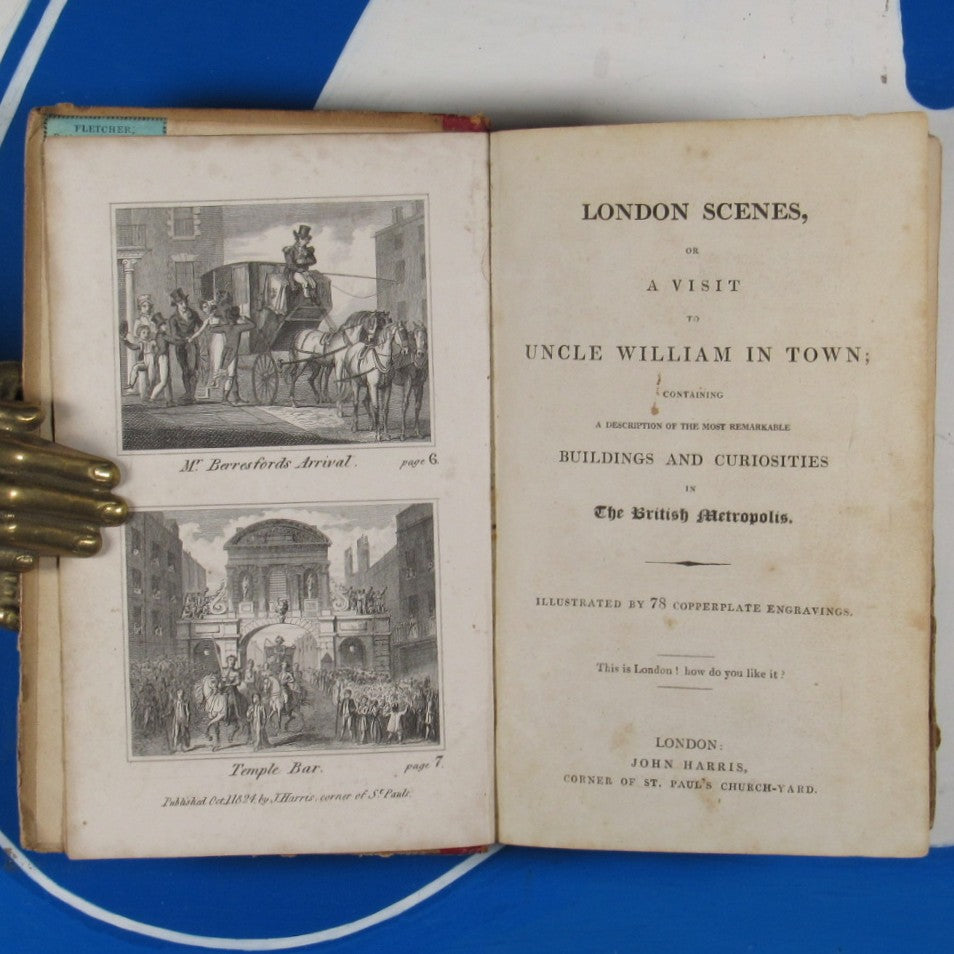 FLETCHER,
Mr. Berresfords Arrival. page 6.
Temple Bar. page 7.
Published Oct. 1 1824, by J. Harris, corner of St. Pauls.
LONDON SCENES,
OR
A VISIT
TO
UNCLE WILLIAM IN TOWN;
CONTAINING
A DESCRIPTION OF THE MOST REMARKABLE
BUILDINGS AND CURIOSITIES
IN
The British Metropolis.
ILLUSTRATED BY 78 COPPERPLATE ENGRAVINGS.
This is London! how do you like it?
LONDON:
JOHN HARRIS,
CORNER OF ST. PAUL'S CHURCH-YARD.